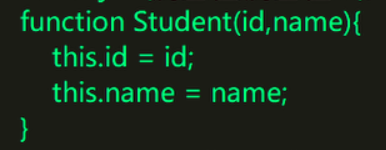 function Student(id,name){
this.id = id;
this.name = name;
}